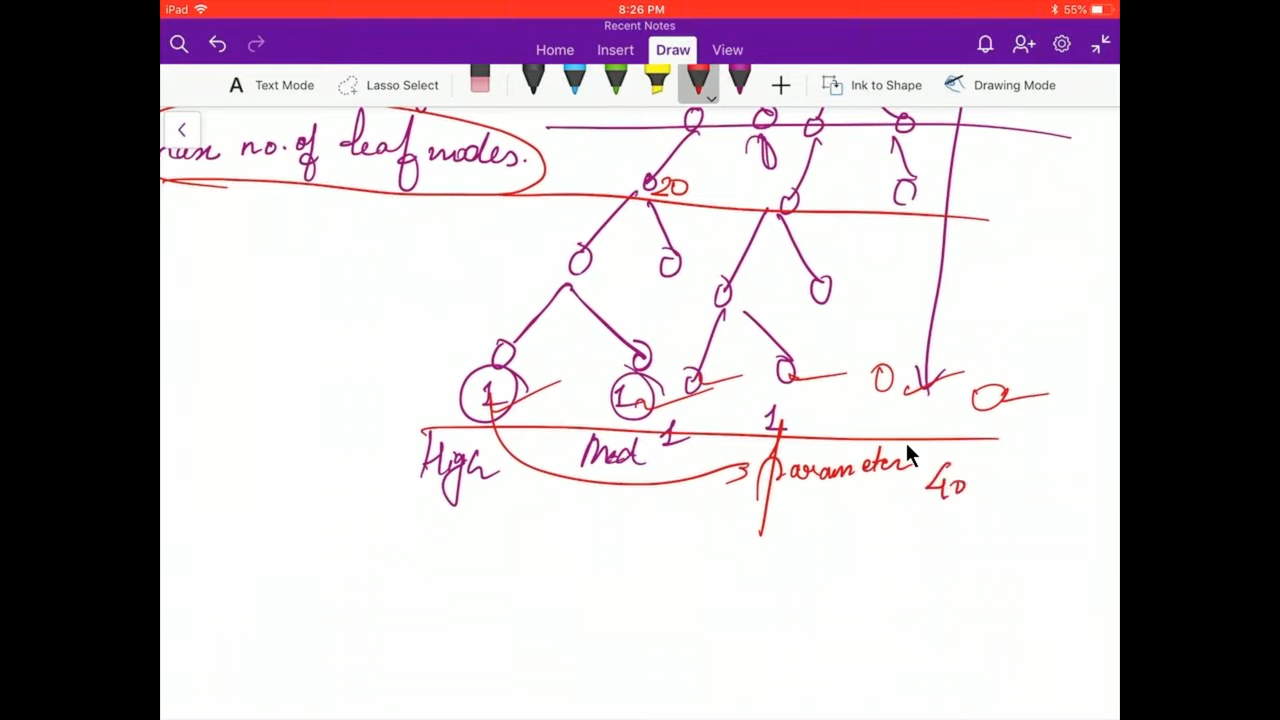 iPad 8:26 PM 55%
Recent Notes
Home Insert Draw View
A Text Mode Lasso Select Ink to Shape Drawing Mode
no. of leaf nodes.
20
1 1
1 1
High Med parameter 40